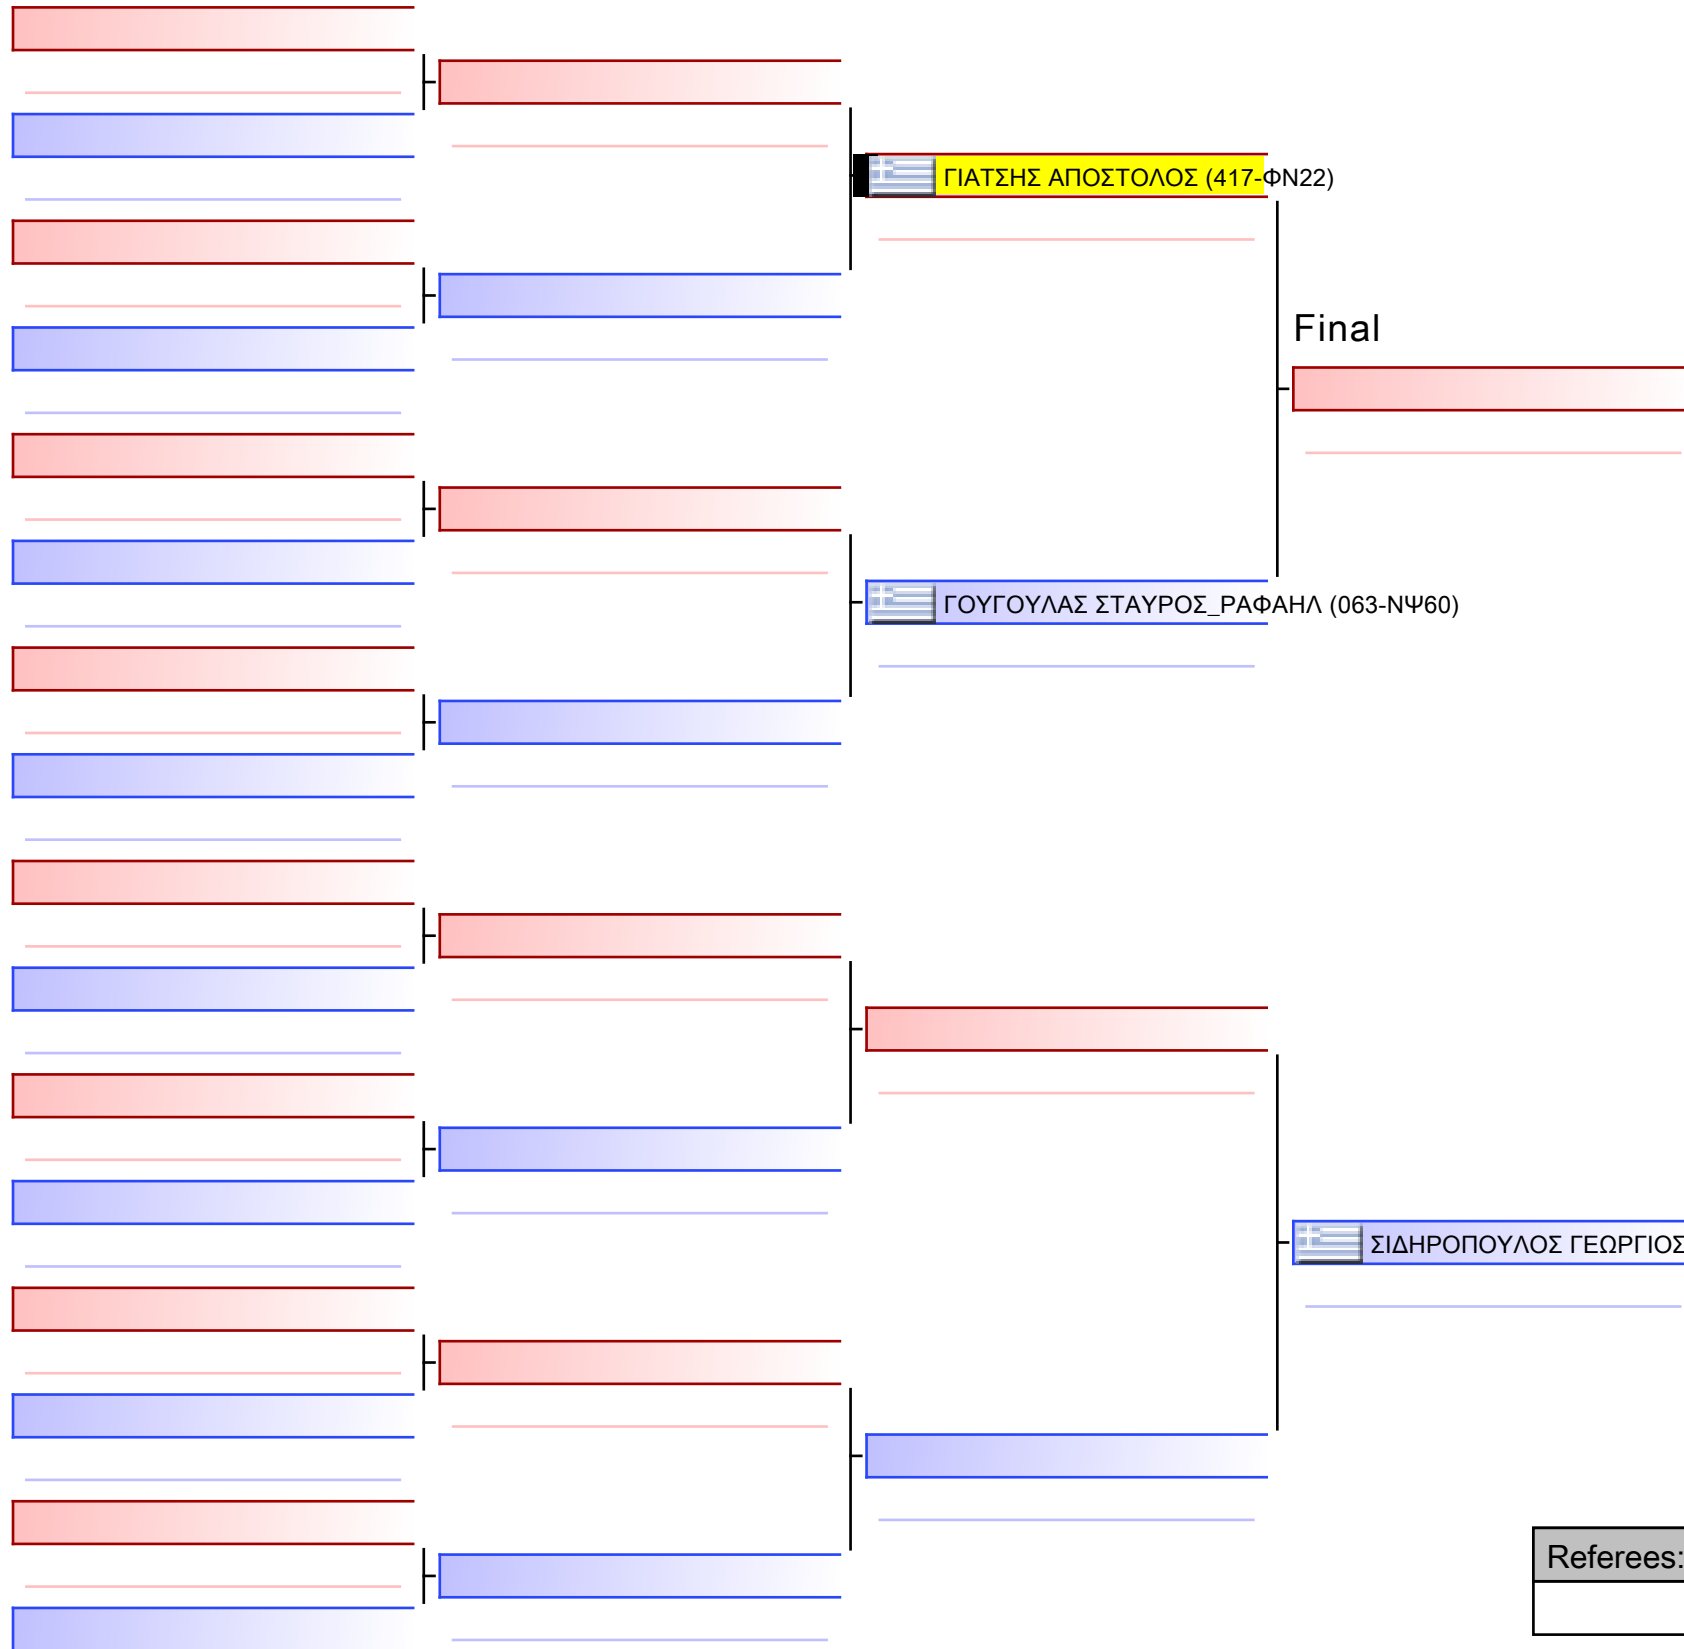 ΓΙΑΤΣΗΣ ΑΠΟΣΤΟΛΟΣ (417-ΦΝ22)
Final
ΓΟΥΓΟΥΛΑΣ ΣΤΑΥΡΟΣ_ΡΑΦΑΗΛ (063-ΝΨ60)
ΣΙΔΗΡΟΠΟΥΛΟΣ ΓΕΩΡΓΙΟΣ
Referees: